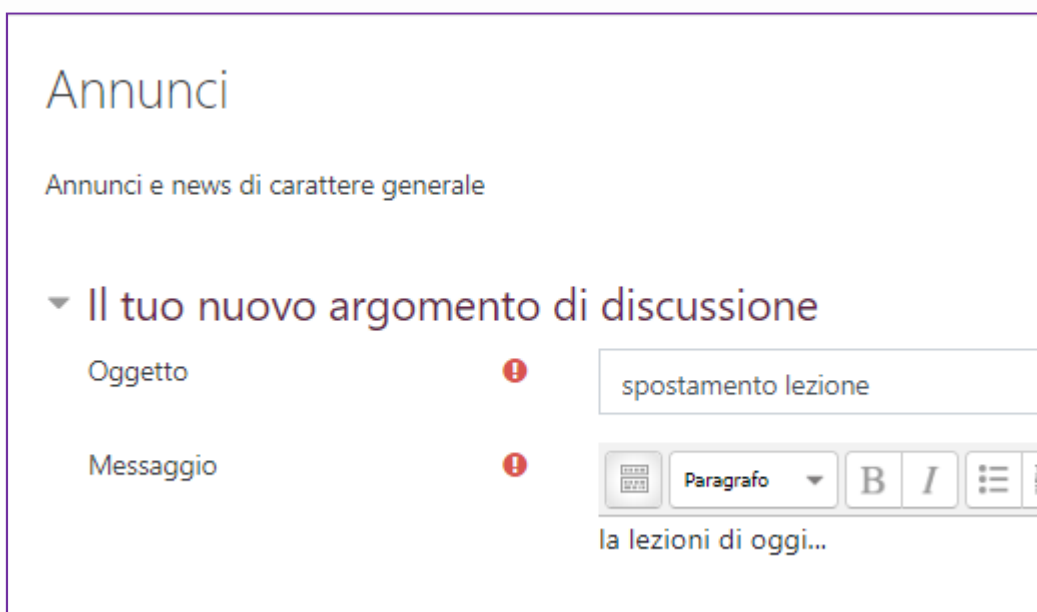 Annunci
Annunci e news di carattere generale
Il tuo nuovo argomento di discussione
Oggetto
spostamento lezione
Messaggio
Paragrafo B I
la lezioni di oggi...